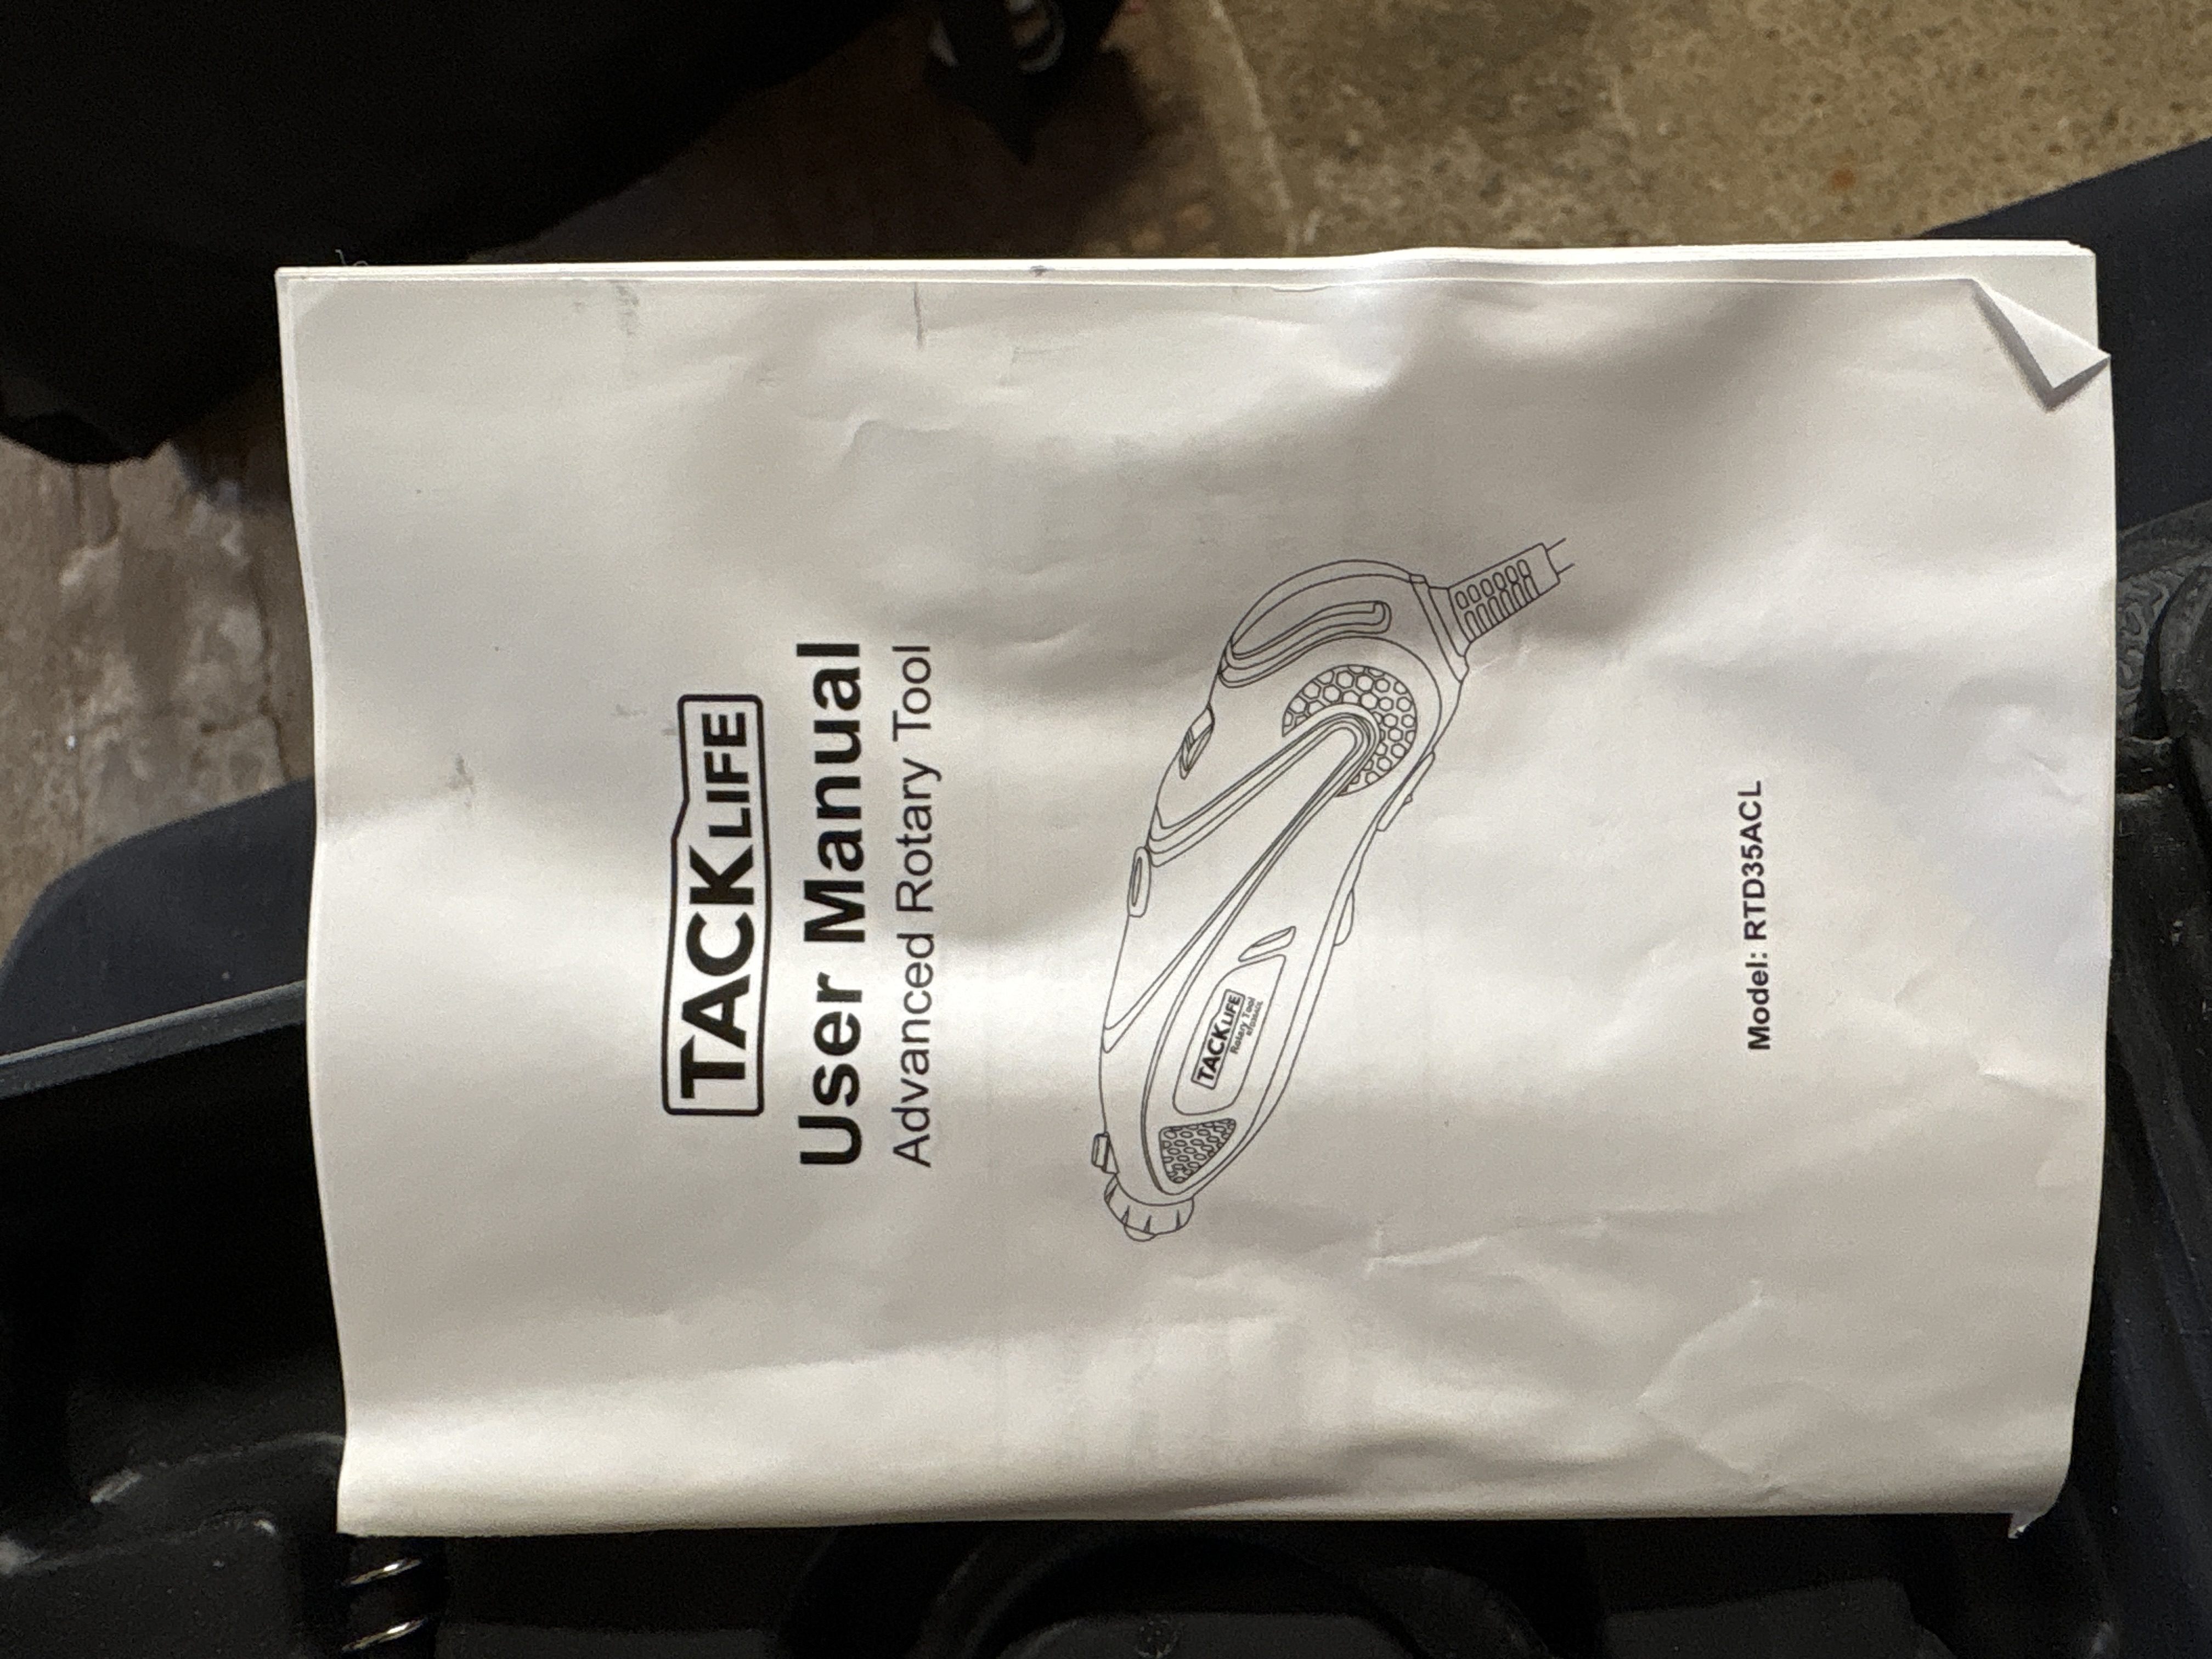 TACKLIFE
User Manual
Advanced Rotary Tool
TACKLIFE
Rotary Tool
Model: RTD35ACL